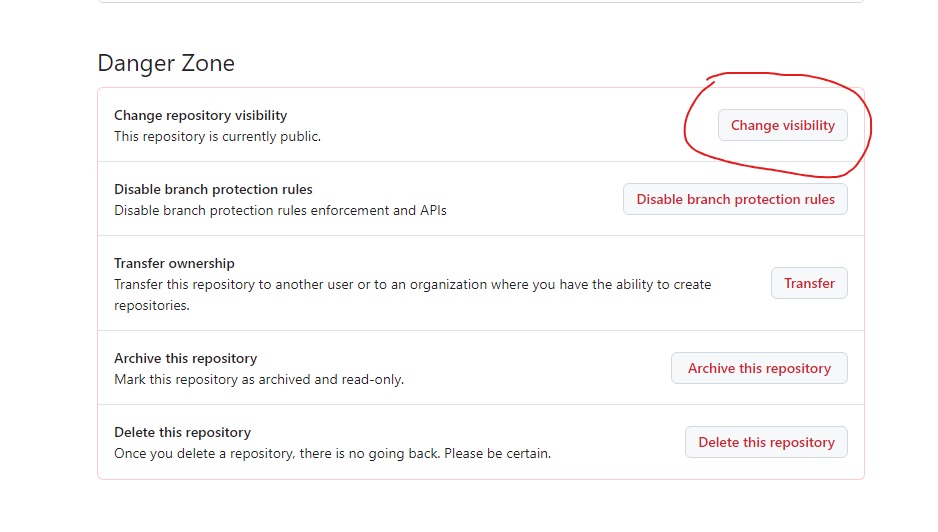 Danger Zone
Change repository visibility
This repository is currently public.
Change visibility
Disable branch protection rules
Disable branch protection rules enforcement and APIs
Disable branch protection rules
Transfer ownership
Transfer this repository to another user or to an organization where you have the ability to create
repositories.
Transfer
Archive this repository
Mark this repository as archived and read-only.
Archive this repository
Delete this repository
Once you delete a repository, there is no going back. Please be certain.
Delete this repository